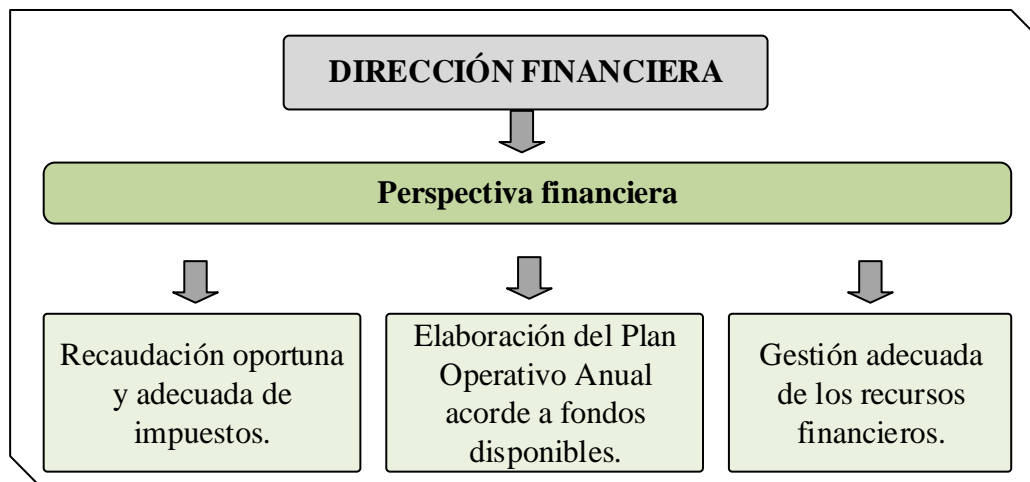 DIRECCIÓN FINANCIERA
Perspectiva financiera
Recaudación oportuna
y adecuada de
impuestos.
Elaboración del Plan
Operativo Anual
acorde a fondos
disponibles.
Gestión adecuada
de los recursos
financieros.